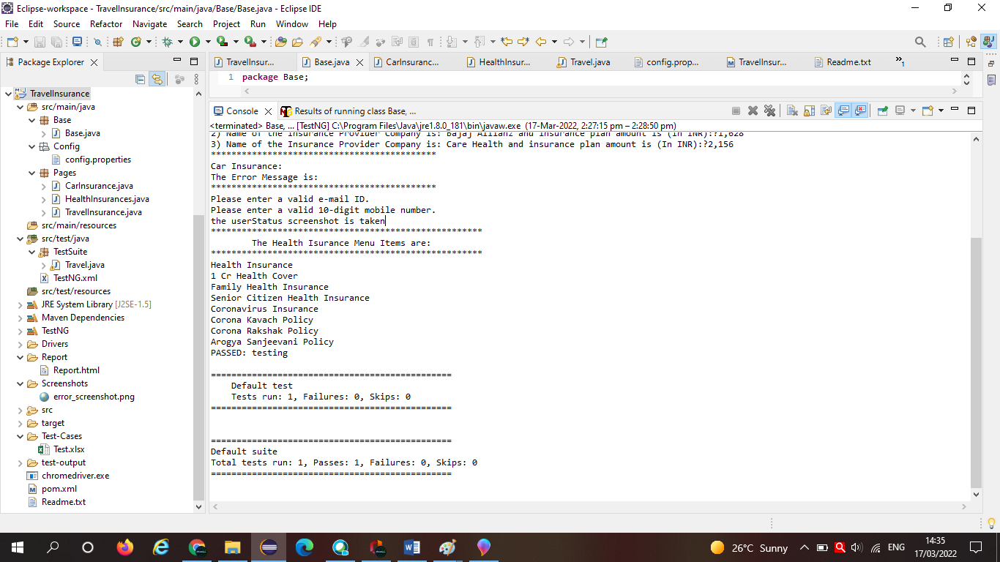 Eclipse-workspace - TravelInsurance/src/main/java/Base/Base.java - Eclipse IDE
File Edit Source Refactor Navigate Search Project Run Window Help
Package Explorer
TravelInsurance
src/main/java
Base
Base.java
Config
config.properties
Pages
CarInsurance.java
HealthInsurances.java
TravelInsurance.java
src/main/resources
src/test/java
TestSuite
Travel.java
TestNG.xml
src/test/resources
JRE System Library [J2SE-1.5]
Maven Dependencies
TestNG
Drivers
Report
Report.html
Screenshots
error_screenshot.png
src
target
Test-Cases
Test.xlsx
test-output
chromedriver.exe
pom.xml
Readme.txt
TravelInsur... Base.java CarInsuranc... HealthInsur... Travel.java config.prop... TravelInsur... Readme.txt »1
1 package Base;
Console Results of running class Base, ...
<terminated> Base, ... [TestNG] C:\Program Files\Java\jre1.8.0_181\bin\javaw.exe (17-Mar-2022, 2:27:15 pm – 2:28:50 pm)
2) Name of the Insurance Provider Company is: Bajaj Allianz and insurance plan amount is (In INR):?1,628
3) Name of the Insurance Provider Company is: Care Health and insurance plan amount is (In INR):?2,156
********************************************
Car Insurance:
The Error Message is:
********************************************
Please enter a valid e-mail ID.
Please enter a valid 10-digit mobile number.
the userStatus screenshot is taken
*****************************************************
The Health Isurance Menu Items are:
*****************************************************
Health Insurance
1 Cr Health Cover
Family Health Insurance
Senior Citizen Health Insurance
Coronavirus Insurance
Corona Kavach Policy
Corona Rakshak Policy
Arogya Sanjeevani Policy
PASSED: testing
===============================================
Default test
Tests run: 1, Failures: 0, Skips: 0
===============================================
===============================================
Default suite
Total tests run: 1, Passes: 1, Failures: 0, Skips: 0
===============================================
26°C Sunny
ENG
14:35
17/03/2022